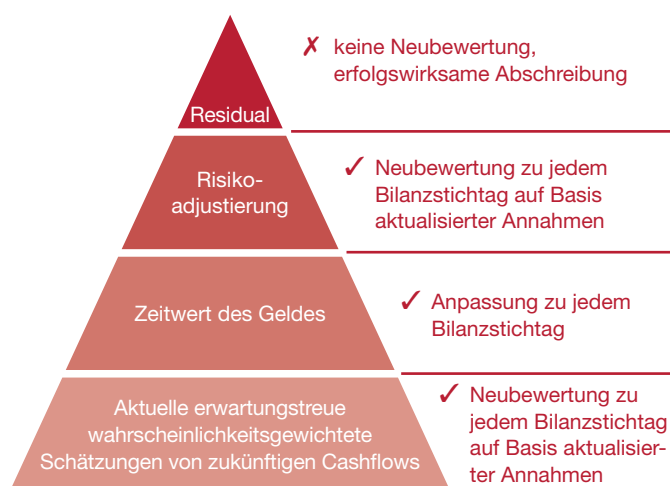 ✗ keine Neubewertung,
erfolgswirksame Abschreibung
Residual
Risiko-
adjustierung
✓ Neubewertung zu jedem
Bilanzstichtag auf Basis
aktualisierter Annahmen
Zeitwert des Geldes
✓ Anpassung zu jedem
Bilanzstichtag
Aktuelle erwartungstreue
wahrscheinlichkeitsgewichtete
Schätzungen von zukünftigen Cashflows
✓ Neubewertung zu
jedem Bilanzstichtag
auf Basis aktualisier-
ter Annahmen